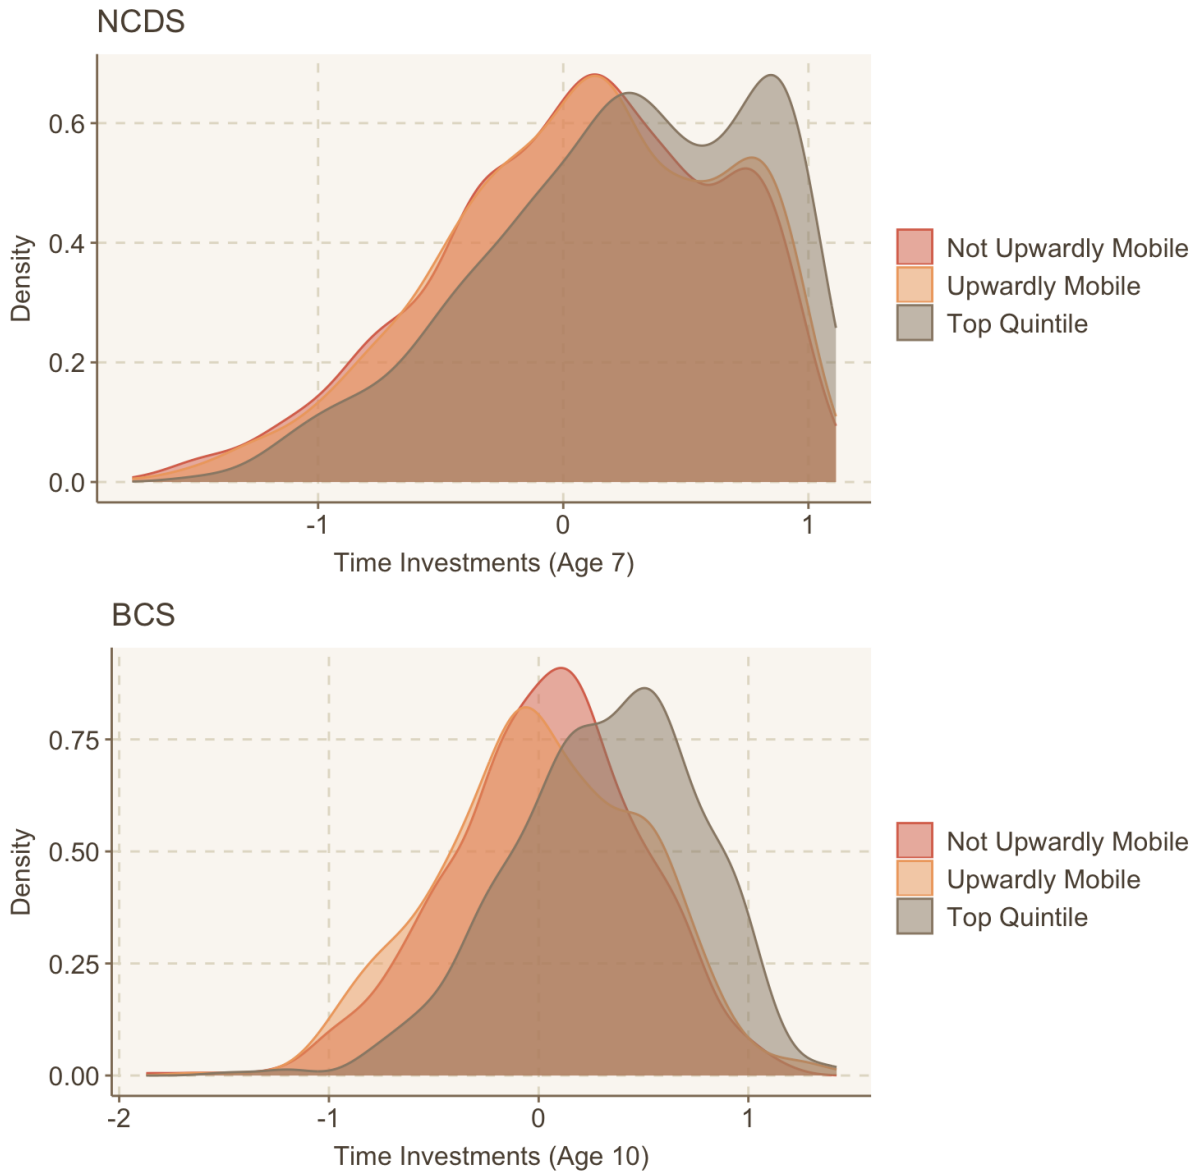 NCDS
0.6
0.4
0.2
0.0
Density
-1
0
1
Time Investments (Age 7)
Not Upwardly Mobile
Upwardly Mobile
Top Quintile
BCS
0.75
0.50
0.25
0.00
Density
-2
-1
0
1
Time Investments (Age 10)
Not Upwardly Mobile
Upwardly Mobile
Top Quintile